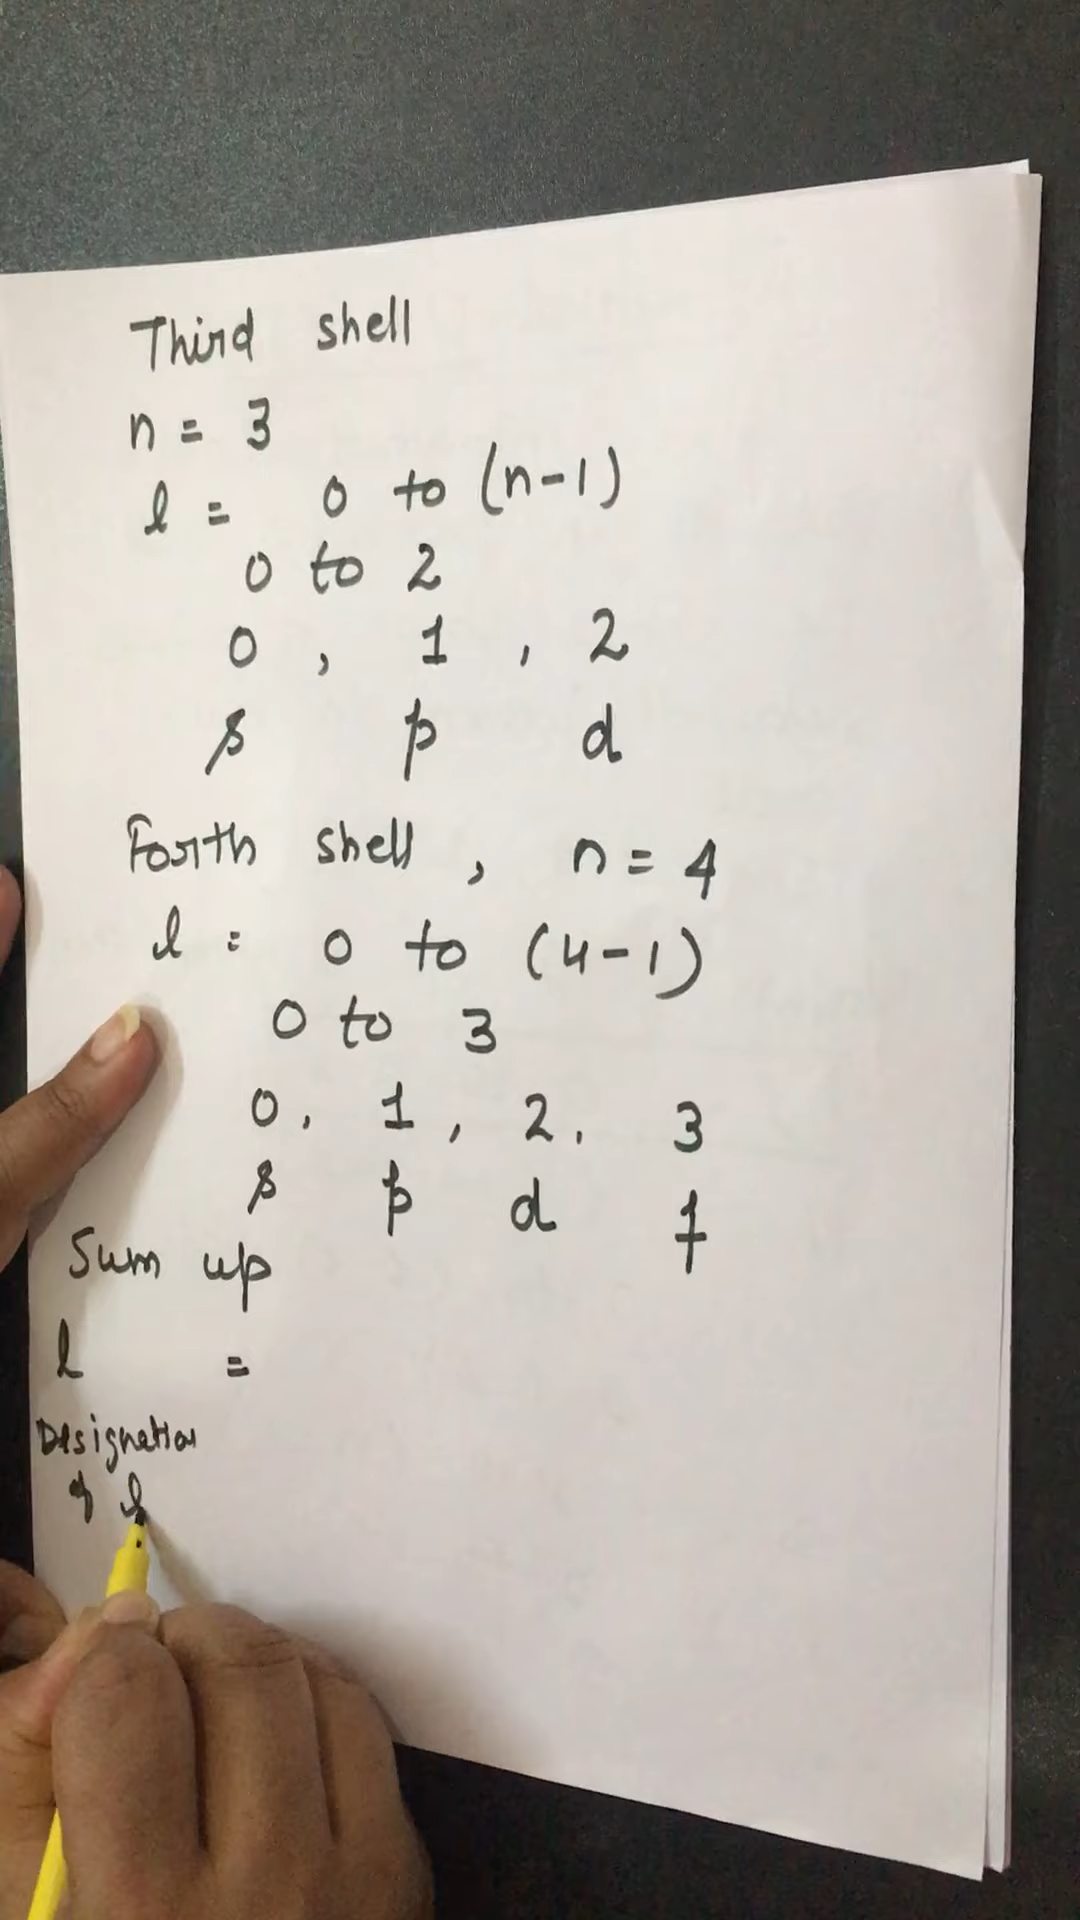 Third shell
n = 3
l = 0 to (n-1)
0 to 2
0 , 1 , 2
s p d
Forth shell , n = 4
l = 0 to (4-1)
0 to 3
0, 1, 2, 3
s p d f
Sum up
l =
Designation
of l